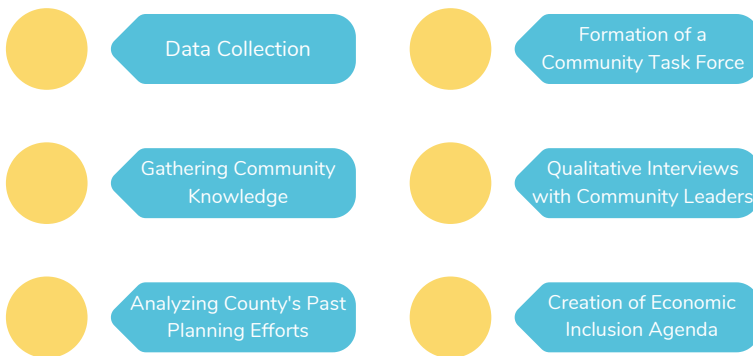 Data Collection
Formation of a
Community Task Force
Gathering Community
Knowledge
Qualitative Interviews
with Community Leaders
Analyzing County's Past
Planning Efforts
Creation of Economic
Inclusion Agenda